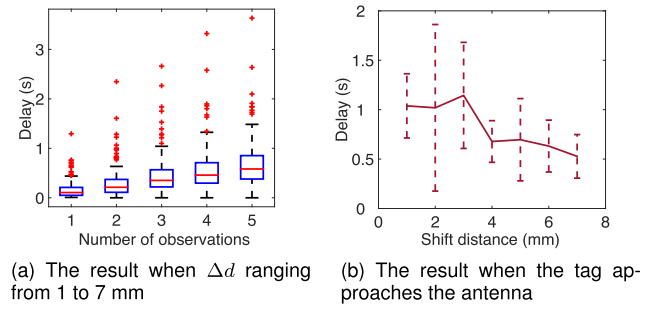 3
2
1
0
Delay (s)
1 2 3 4 5
Number of observations
(a) The result when Δd ranging
from 1 to 7 mm
2
1.5
1
0.5
0
Delay (s)
0 2 4 6 8
Shift distance (mm)
(b) The result when the tag ap-
proaches the antenna